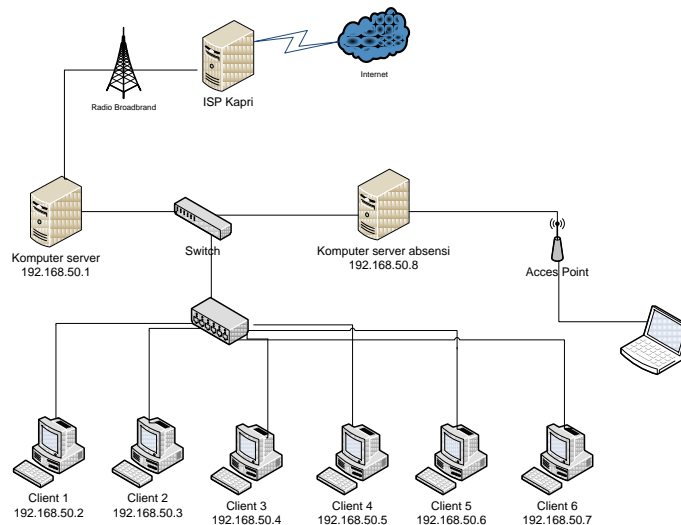 Internet
Radio Broadbrand
ISP Kapri
Komputer server
192.168.50.1
Switch
Komputer server absensi
192.168.50.8
Acces Point
Client 1
192.168.50.2
Client 2
192.168.50.3
Client 3
192.168.50.4
Client 4
192.168.50.5
Client 5
192.168.50.6
Client 6
192.168.50.7